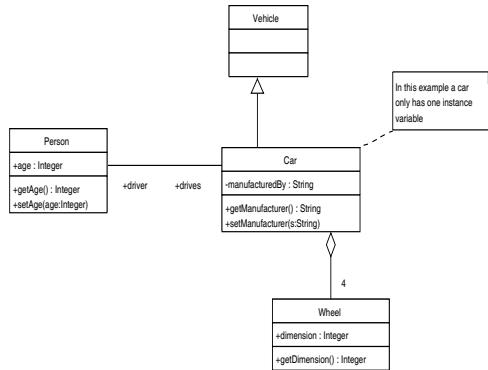 Vehicle
In this example a car
only has one instance
variable
Person
+age : Integer
+getAge() : Integer
+setAge(age:Integer)
+driver
+drives
Car
-manufacturedBy : String
+getManufacturer() : String
+setManufacturer(s:String)
4
Wheel
+dimension : Integer
+getDimension() : Integer